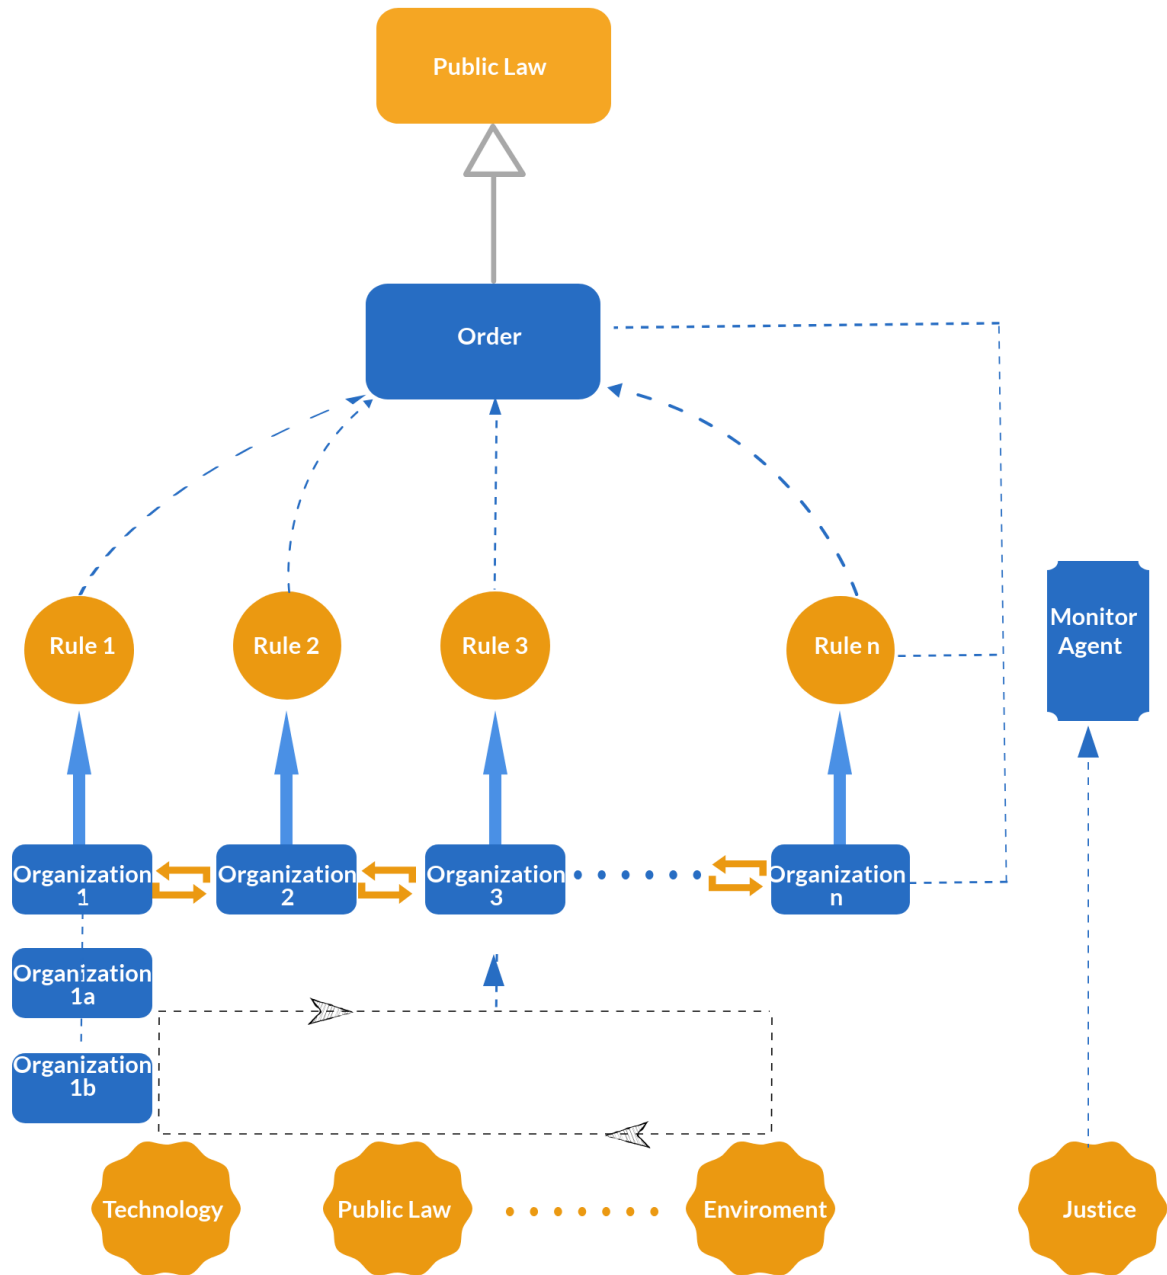 Public Law
Order
Rule 1
Rule 2
Rule 3
Rule n
Monitor
Agent
Organization
1
Organization
2
Organization
3
Organization
n
Organization
1a
Organization
1b
Technology
Public Law
Enviroment
Justice